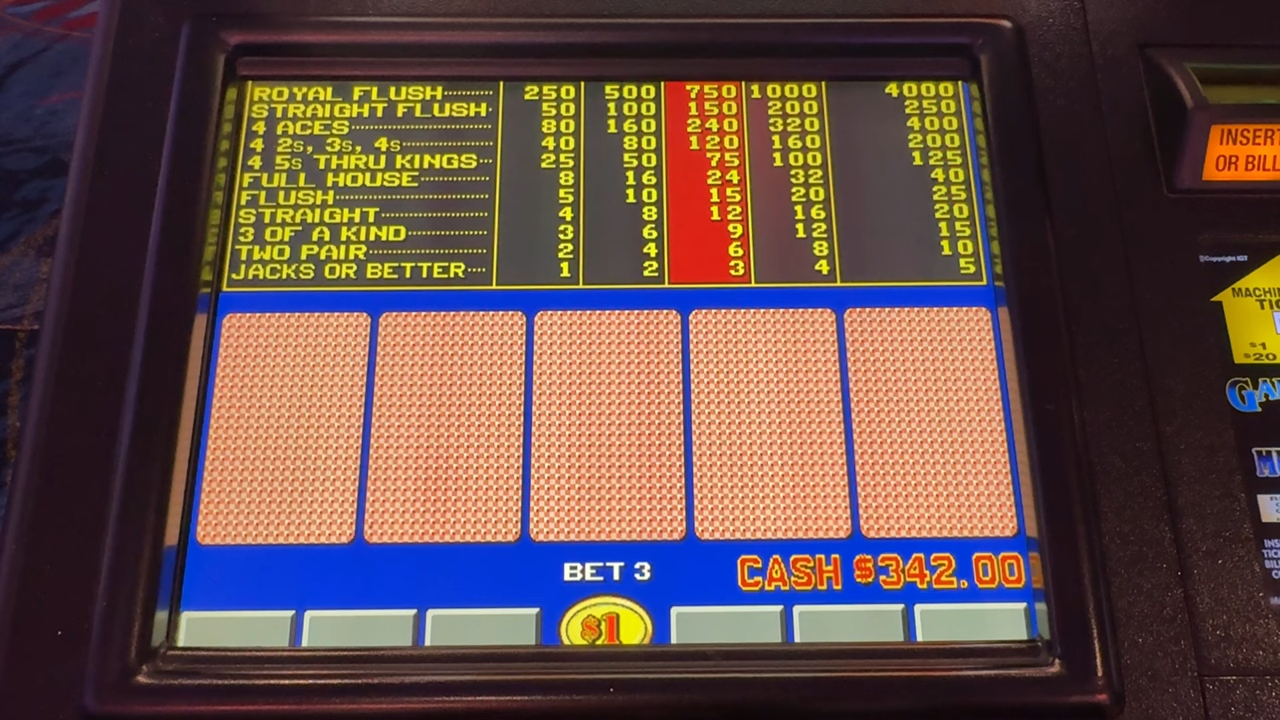 ROYAL FLUSH 250 500 750 1000 4000
STRAIGHT FLUSH 50 100 150 200 250
4 ACES 80 160 240 320 400
4 2s, 3s, 4s 40 80 120 160 200
4 5s THRU KINGS 25 50 75 100 125
FULL HOUSE 8 16 24 32 40
FLUSH 5 10 15 20 25
STRAIGHT 4 8 12 16 20
3 OF A KIND 3 6 9 12 15
TWO PAIR 2 4 6 8 10
JACKS OR BETTER 1 2 3 4 5
BET 3
CASH $342.00
$1
INSERT
OR BILL
©Copyright IGT
$1
$20